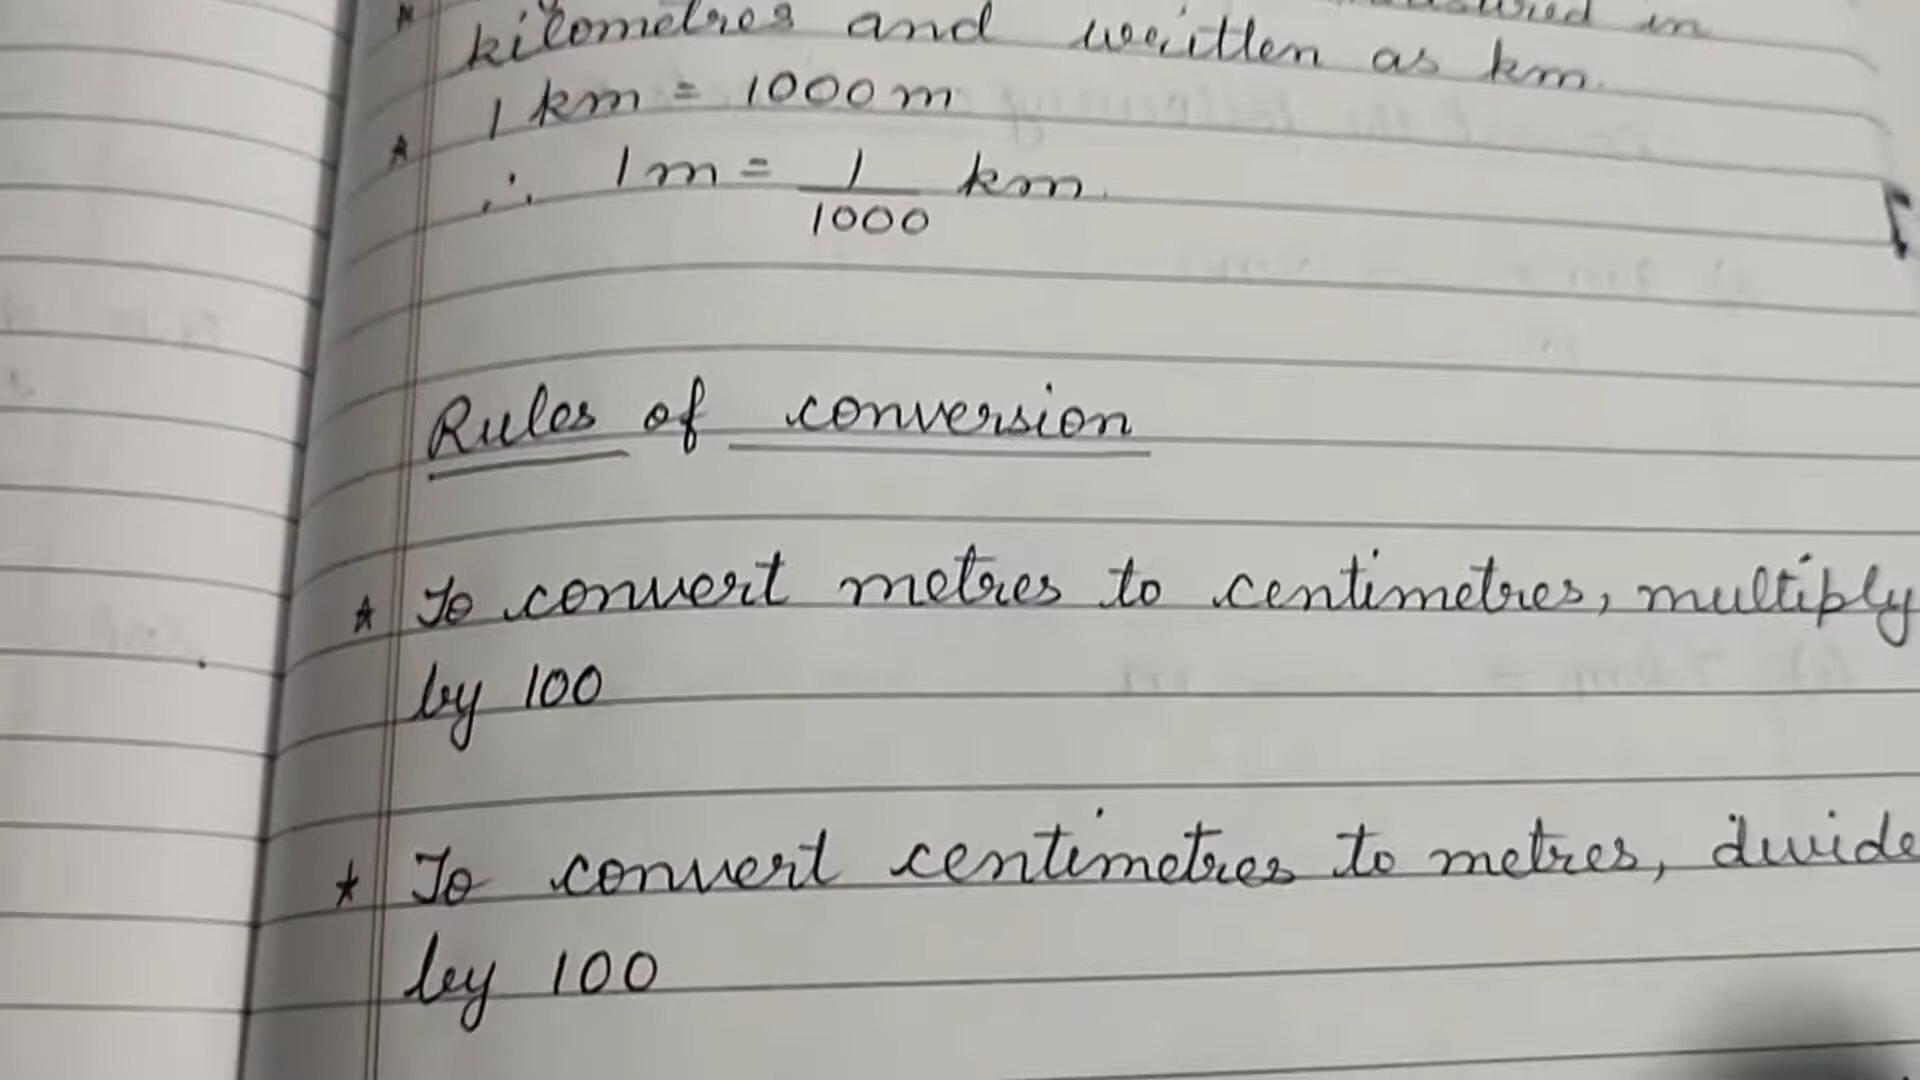 in
★ kilometres and written as km.
1 km = 1000 m
★ ∴ 1 m = 1/1000 km.
Rules of conversion
★ To convert metres to centimetres, multiply
by 100
★ To convert centimetres to metres, divide
by 100